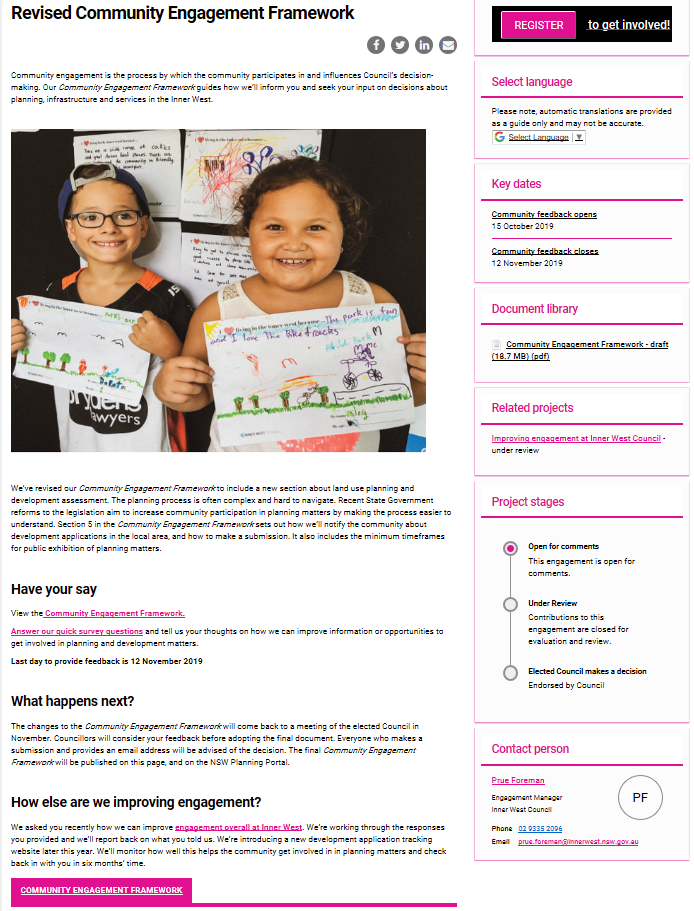 Revised Community Engagement Framework
Community engagement is the process by which the community participates in and influences Council's decision-
making. Our Community Engagement Framework guides how we'll inform you and seek your input on decisions about
planning, infrastructure and services in the Inner West.
living in the inner west because... The park is fun
and I love The Bike tracks
We've revised our Community Engagement Framework to include a new section about land use planning and
development assessment. The planning process is often complex and hard to navigate. Recent State Government
reforms to the legislation aim to increase community participation in planning matters by making the process easier to
understand. Section 5 in the Community Engagement Framework sets out how we'll notify the community about
development applications in the local area, and how to make a submission. It also includes the minimum timeframes
for public exhibition of planning matters.
Have your say
View the Community Engagement Framework.
Answer our quick survey questions and tell us your thoughts on how we can improve information or opportunities to
get involved in planning and development matters.
Last day to provide feedback is 12 November 2019
What happens next?
The changes to the Community Engagement Framework will come back to a meeting of the elected Council in
November. Councillors will consider your feedback before adopting the final document. Everyone who makes a
submission and provides an email address will be advised of the decision. The final Community Engagement
Framework will be published on this page, and on the NSW Planning Portal.
How else are we improving engagement?
We asked you recently how we can improve engagement overall at Inner West. We're working through the responses
you provided and we'll report back on what you told us. We're introducing a new development application tracking
website later this year. We'll monitor how well this helps the community get involved in in planning matters and check
back in with you in six months' time.
COMMUNITY ENGAGEMENT FRAMEWORK
REGISTER to get involved!
Select language
Please note, automatic translations are provided
as a guide only and may not be accurate.
Select Language ▼
Key dates
Community feedback opens
15 October 2019
Community feedback closes
12 November 2019
Document library
Community Engagement Framework - draft
(18.7 MB) (pdf)
Related projects
Improving engagement at Inner West Council -
under review
Project stages
Open for comments
This engagement is open for
comments.
Under Review
Contributions to this
engagement are closed for
evaluation and review.
Elected Council makes a decision
Endorsed by Council
Contact person
Prue Foreman
Engagement Manager
Inner West Council
PF
Phone 02 9335 2096
Email prue.foreman@innerwest.nsw.gov.au